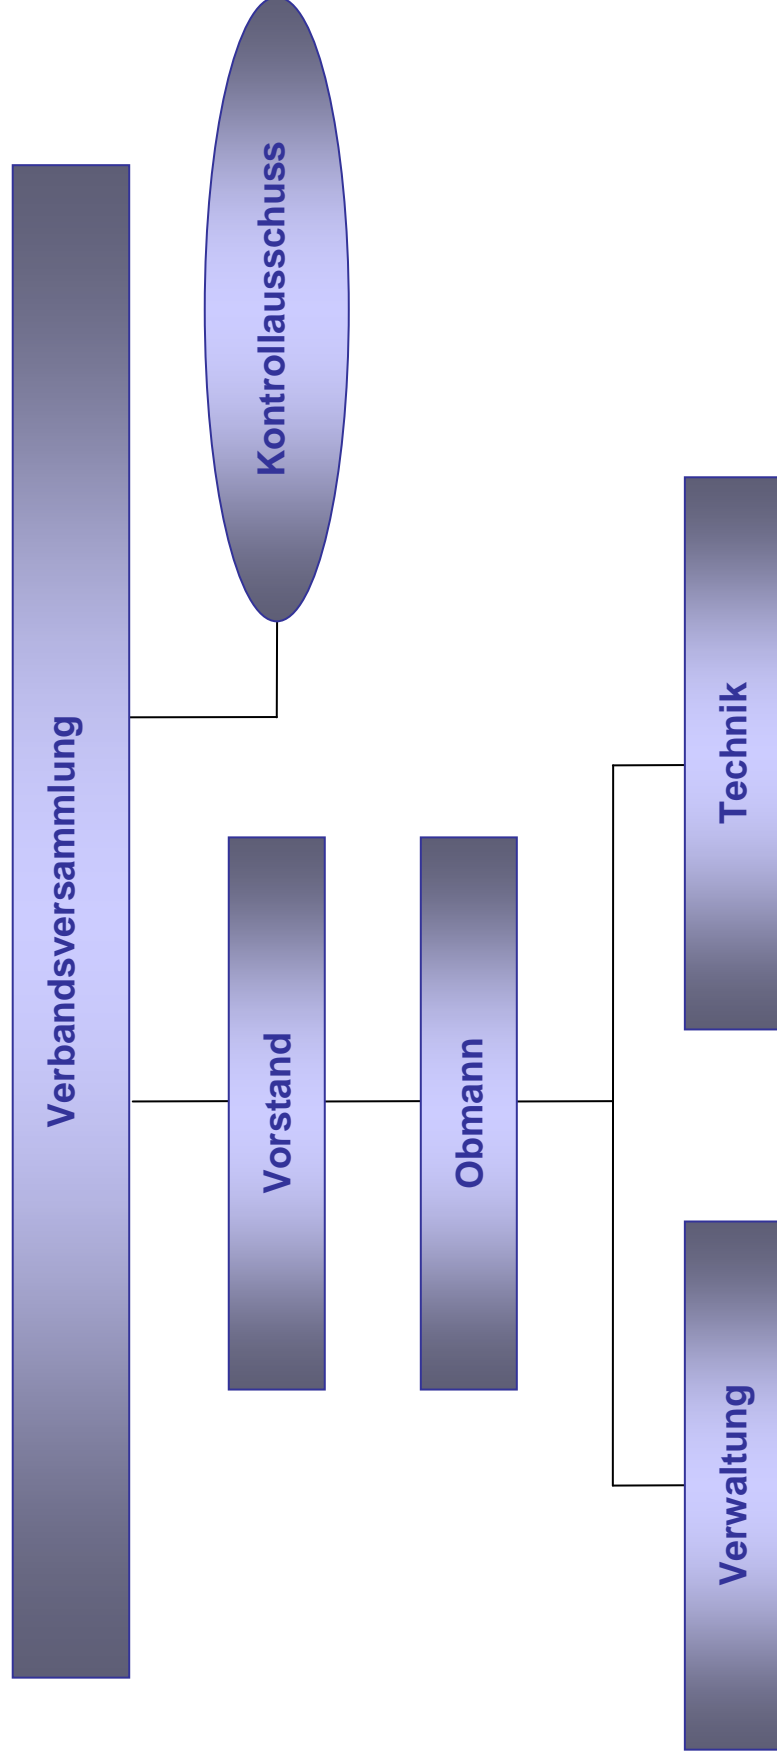 Verbandsversammlung
Kontrollausschuss
Vorstand
Obmann
Verwaltung
Technik